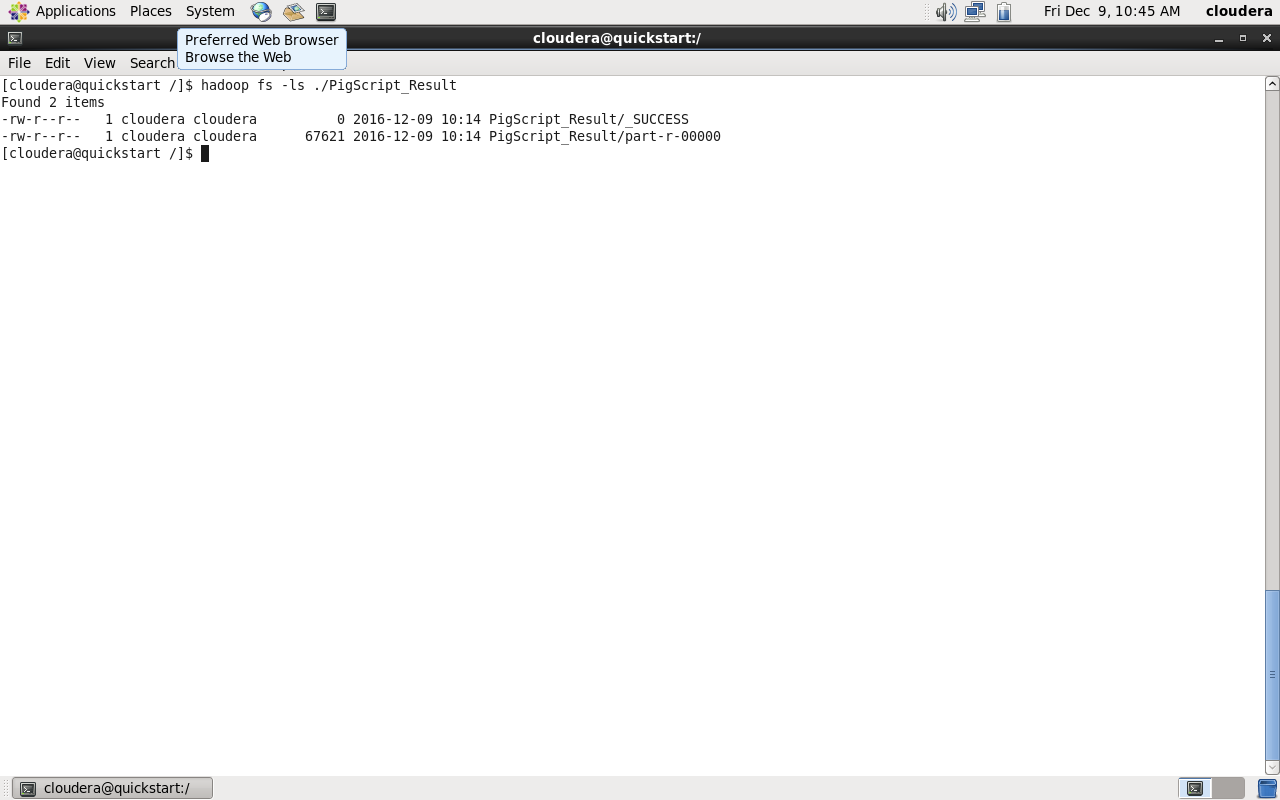 Applications Places System Fri Dec 9, 10:45 AM cloudera
cloudera@quickstart:/
Preferred Web Browser
Browse the Web
File Edit View Search
[cloudera@quickstart /]$ hadoop fs -ls ./PigScript_Result
Found 2 items
-rw-r--r--   1 cloudera cloudera          0 2016-12-09 10:14 PigScript_Result/_SUCCESS
-rw-r--r--   1 cloudera cloudera      67621 2016-12-09 10:14 PigScript_Result/part-r-00000
[cloudera@quickstart /]$
cloudera@quickstart:/